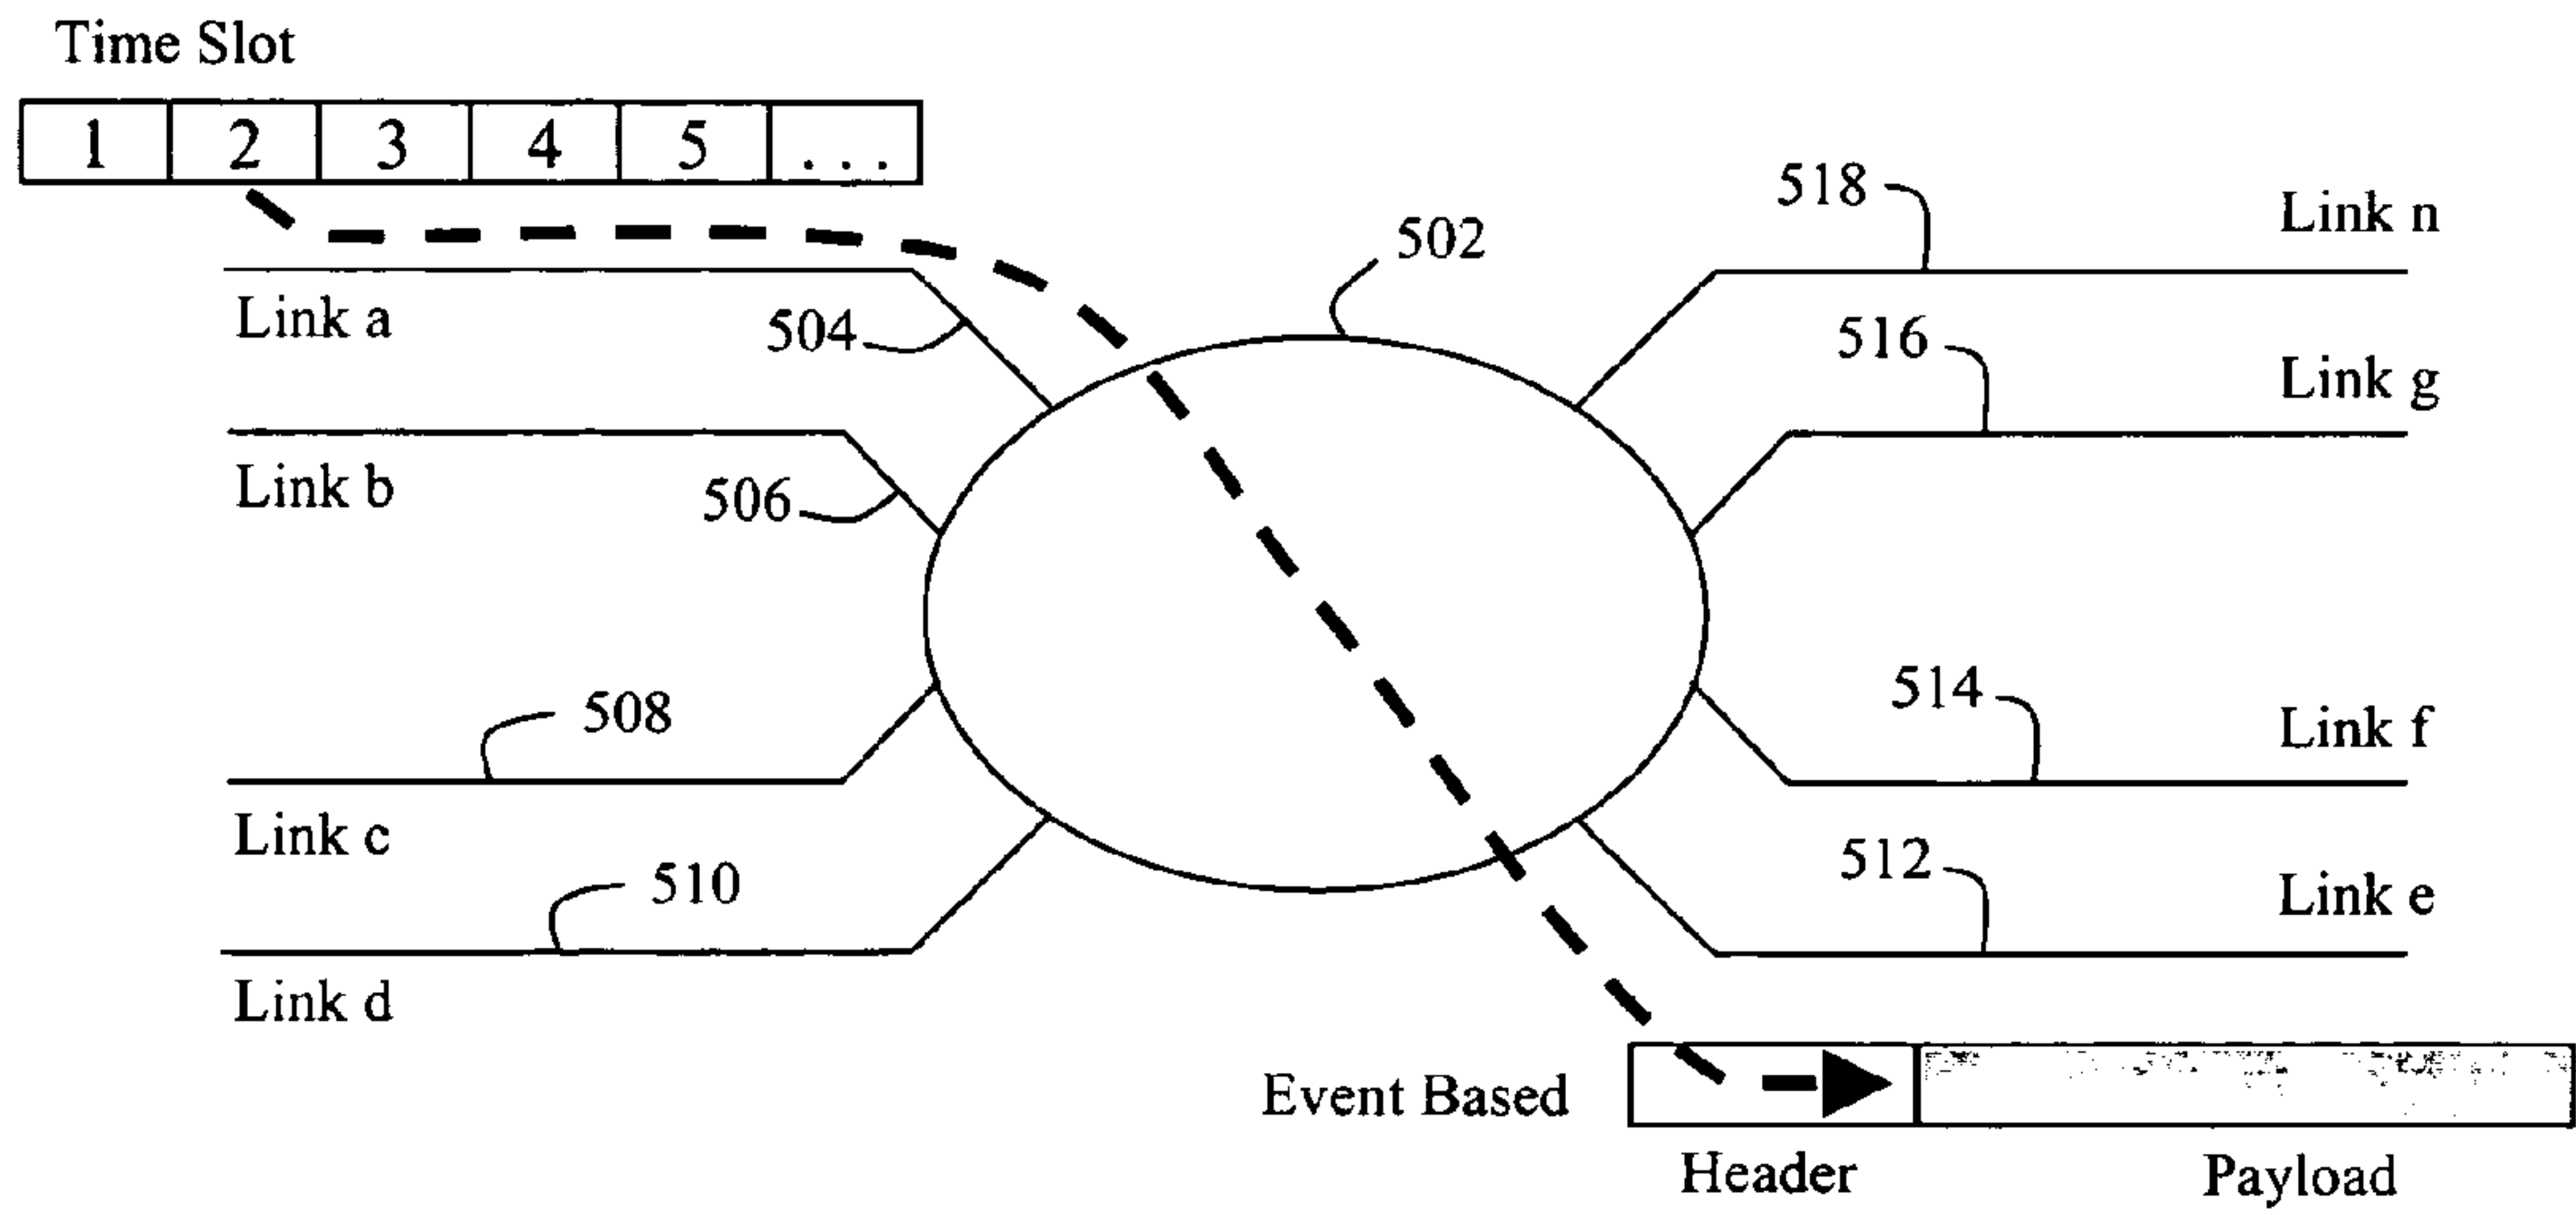 Time Slot
1 2 3 4 5 ...
518
Link n
502
Link a
504
516
Link g
Link b
506
508
514
Link f
Link c
510
512
Link e
Link d
Event Based
Header
Payload